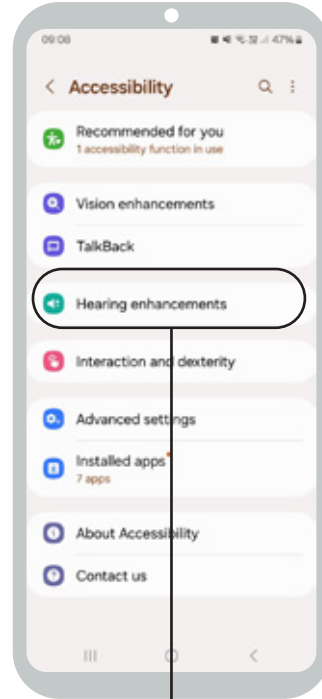 09:08
47%
Accessibility
Recommended for you
1 accessibility function in use
Vision enhancements
TalkBack
Hearing enhancements
Interaction and dexterity
Advanced settings
Installed apps
7 apps
About Accessibility
Contact us